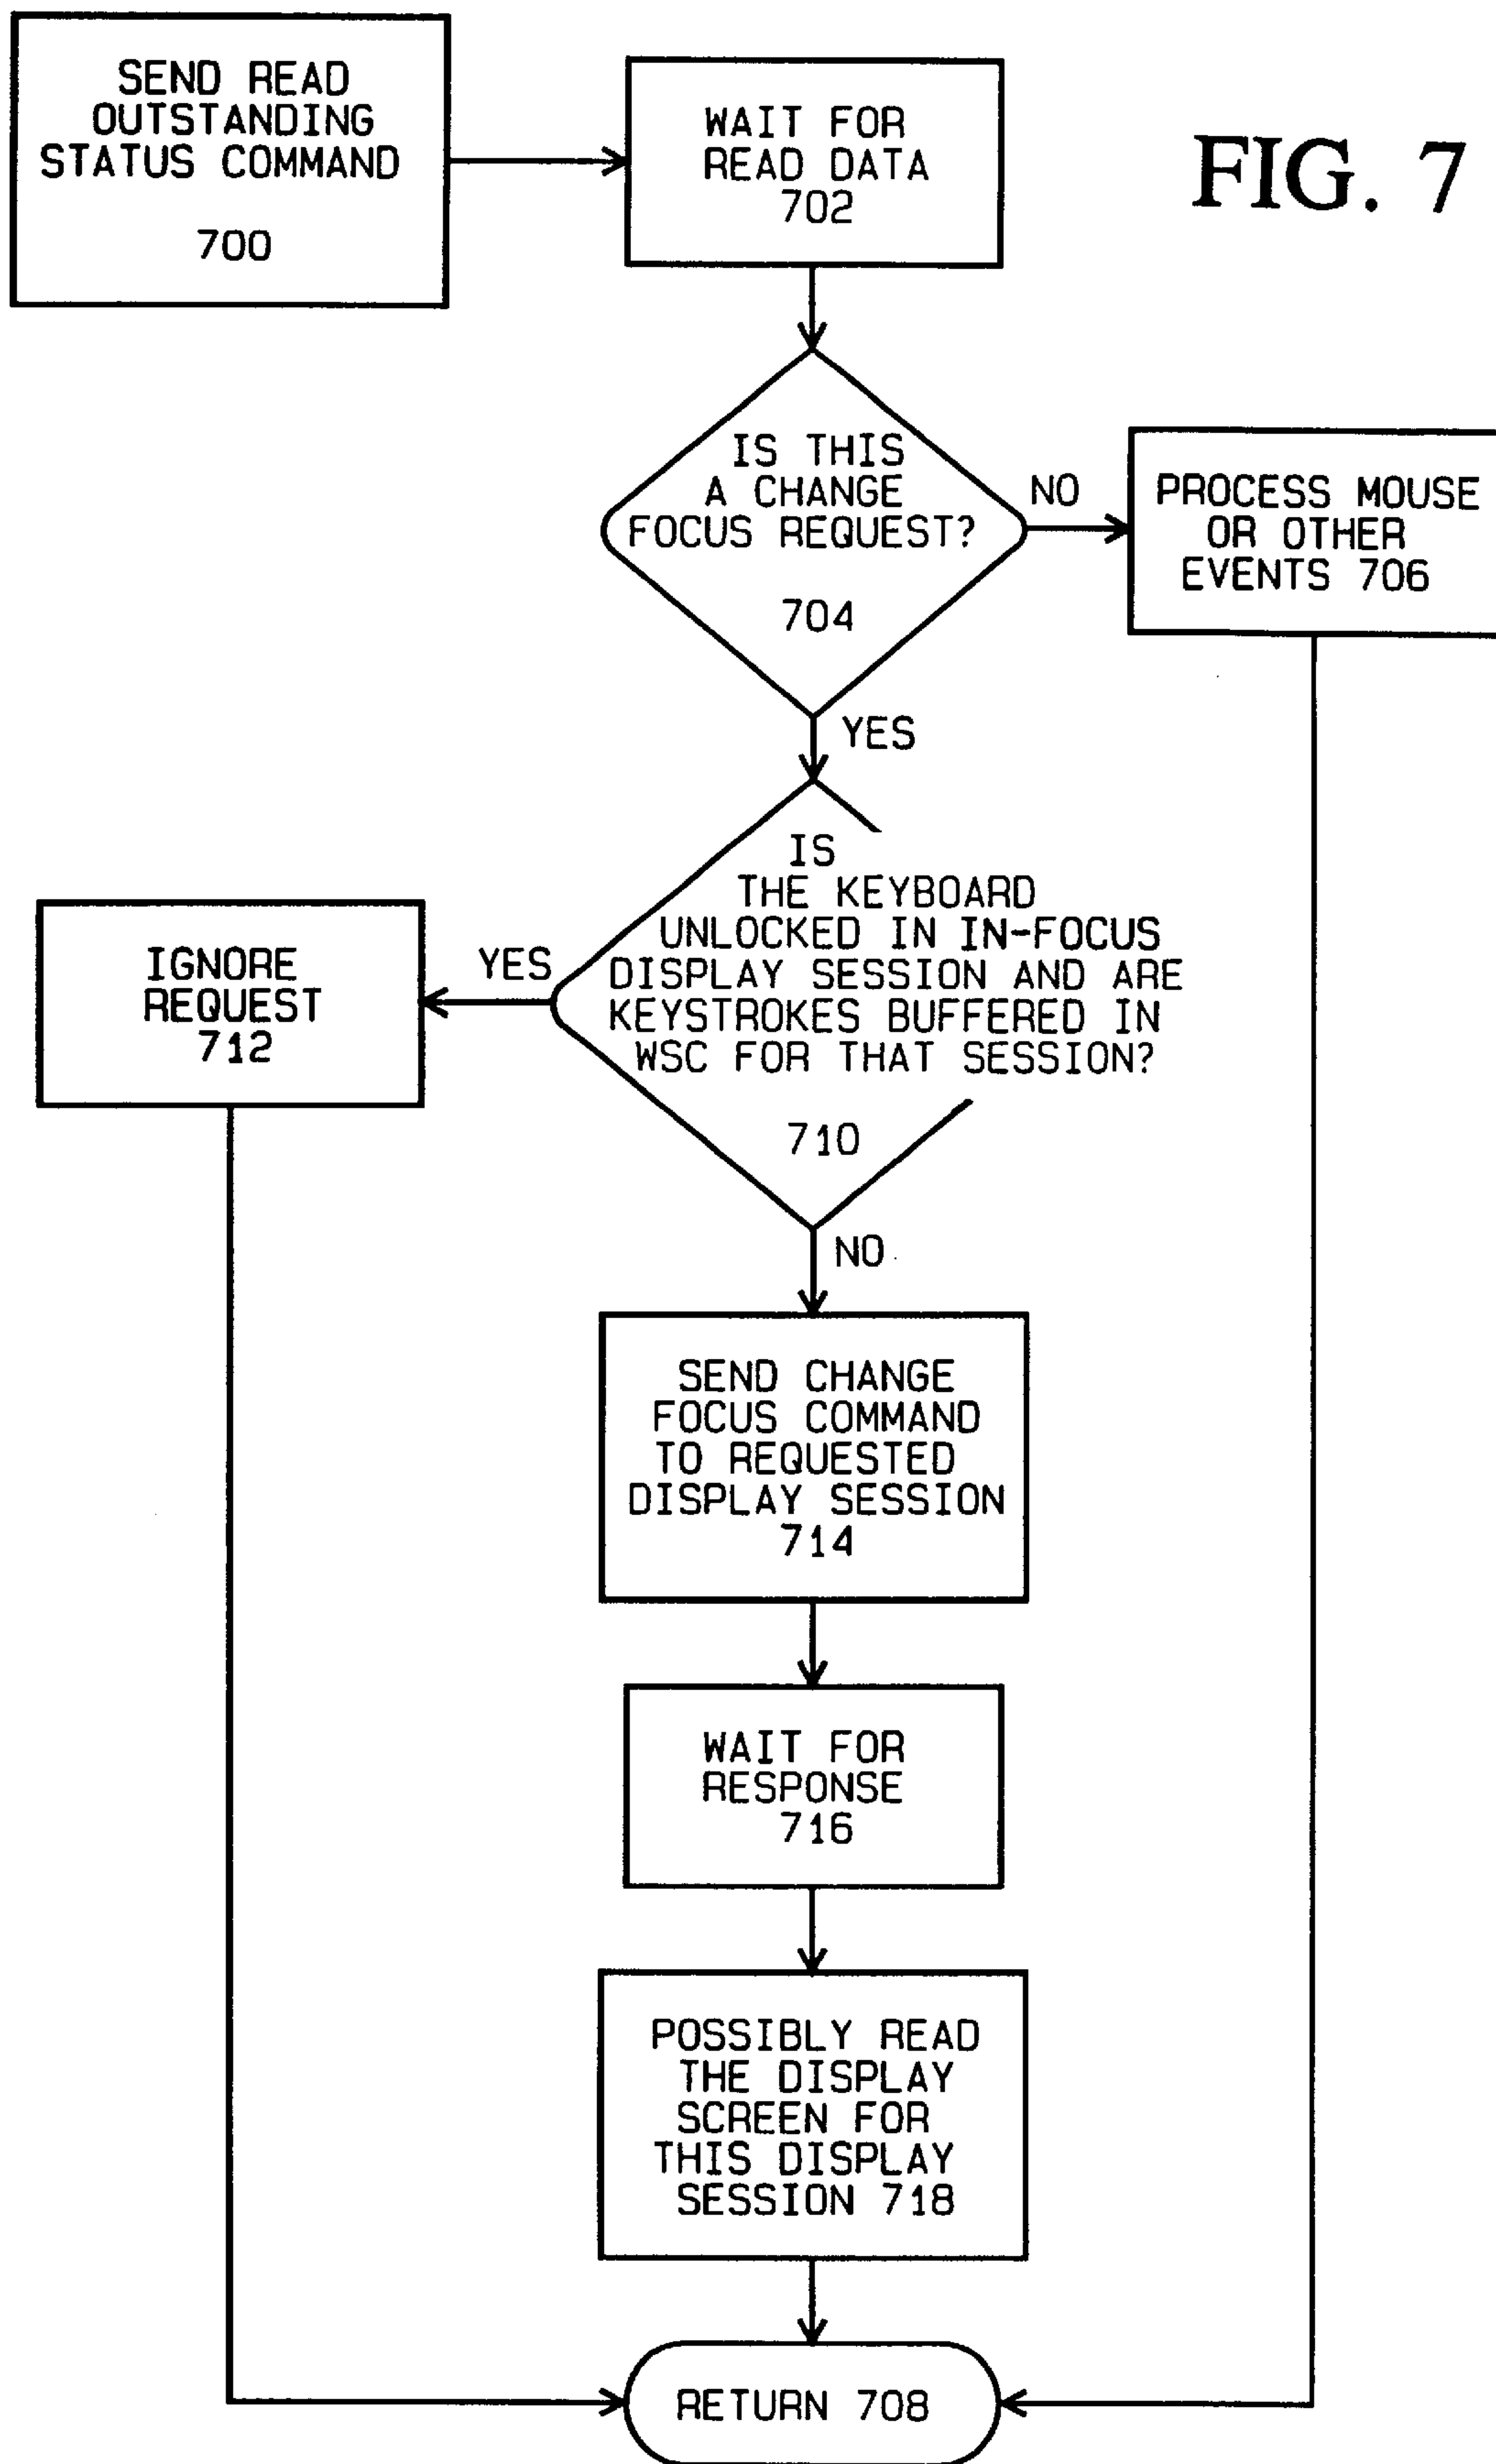 SEND READ
OUTSTANDING
STATUS COMMAND
700
WAIT FOR
READ DATA
702
FIG. 7
IS THIS
A CHANGE
FOCUS REQUEST?
704
NO
PROCESS MOUSE
OR OTHER
EVENTS 706
YES
IS
THE KEYBOARD
UNLOCKED IN IN-FOCUS
DISPLAY SESSION AND ARE
KEYSTROKES BUFFERED IN
WSC FOR THAT SESSION?
710
YES
IGNORE
REQUEST
712
NO
SEND CHANGE
FOCUS COMMAND
TO REQUESTED
DISPLAY SESSION
714
WAIT FOR
RESPONSE
716
POSSIBLY READ
THE DISPLAY
SCREEN FOR
THIS DISPLAY
SESSION 718
RETURN 708